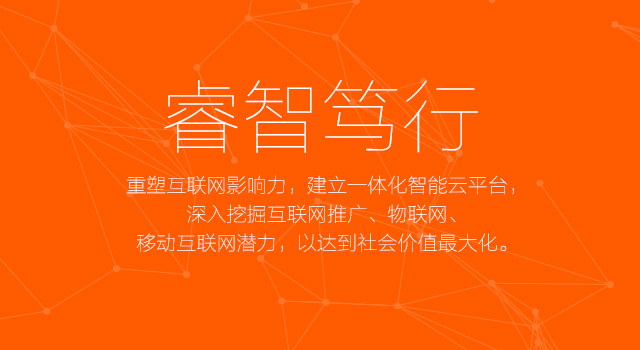 睿智笃行
重塑互联网影响力，建立一体化智能云平台，
深入挖掘互联网推广、物联网、
移动互联网潜力，以达到社会价值最大化。